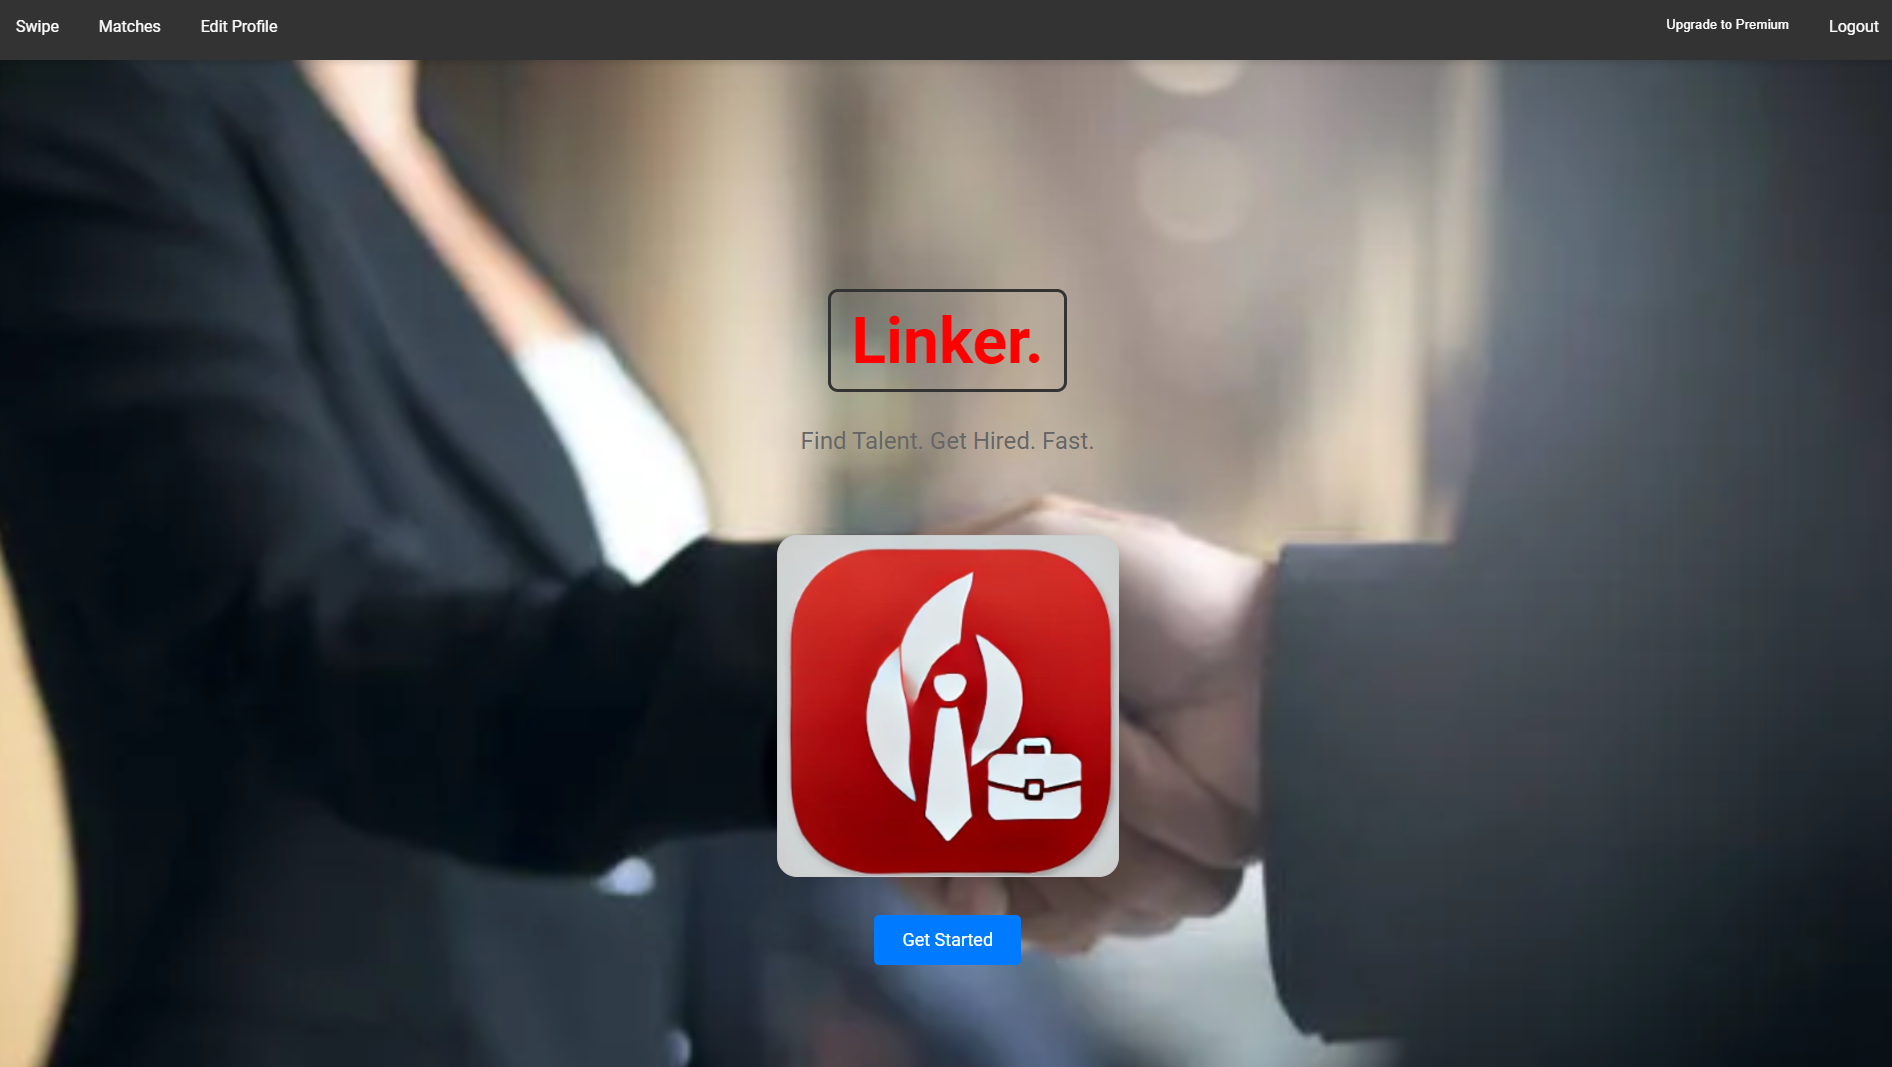 Swipe Matches Edit Profile Upgrade to Premium Logout
Linker.
Find Talent. Get Hired. Fast.
Get Started